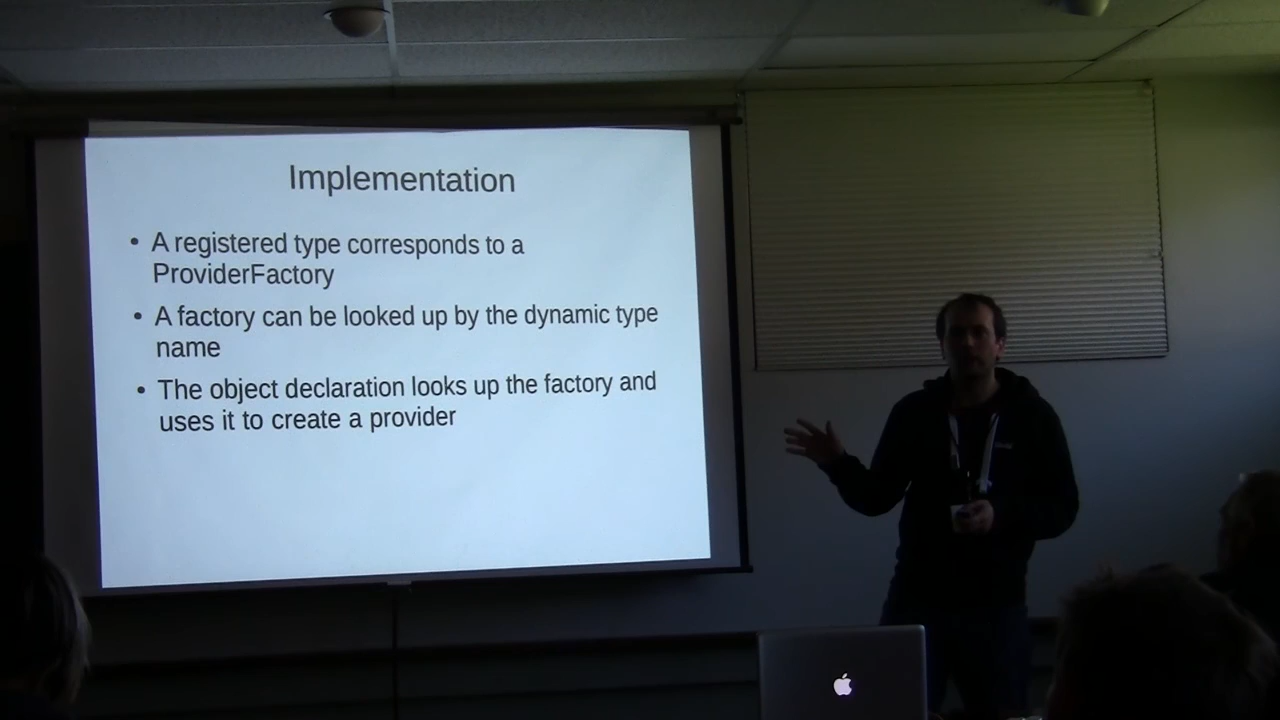 Implementation
• A registered type corresponds to a
ProviderFactory
• A factory can be looked up by the dynamic type
name
• The object declaration looks up the factory and
uses it to create a provider